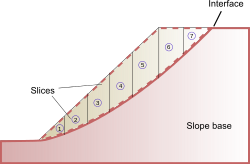 Interface
⑦
⑥
⑤
④
Slices
③
②
①
Slope base